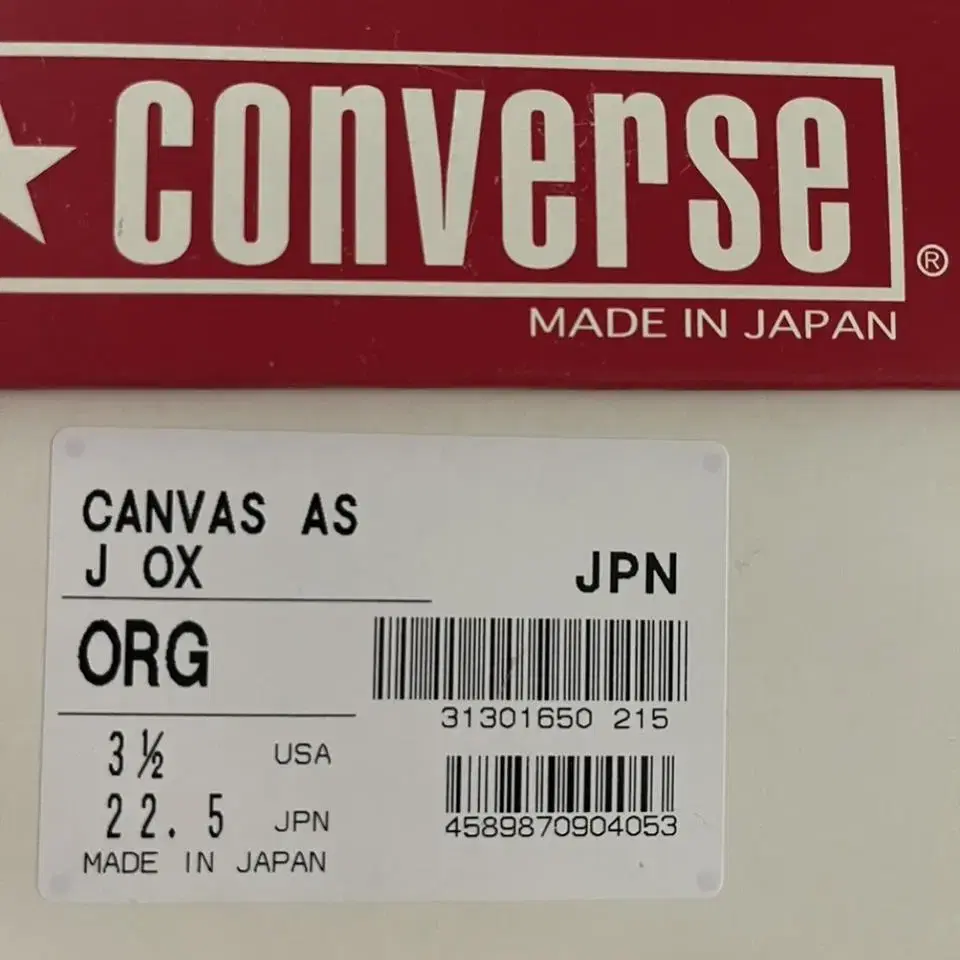 converse ®
MADE IN JAPAN
CANVAS AS
J OX
JPN
ORG
31301650 215
3½ USA
22.5 JPN
4589870904053
MADE IN JAPAN